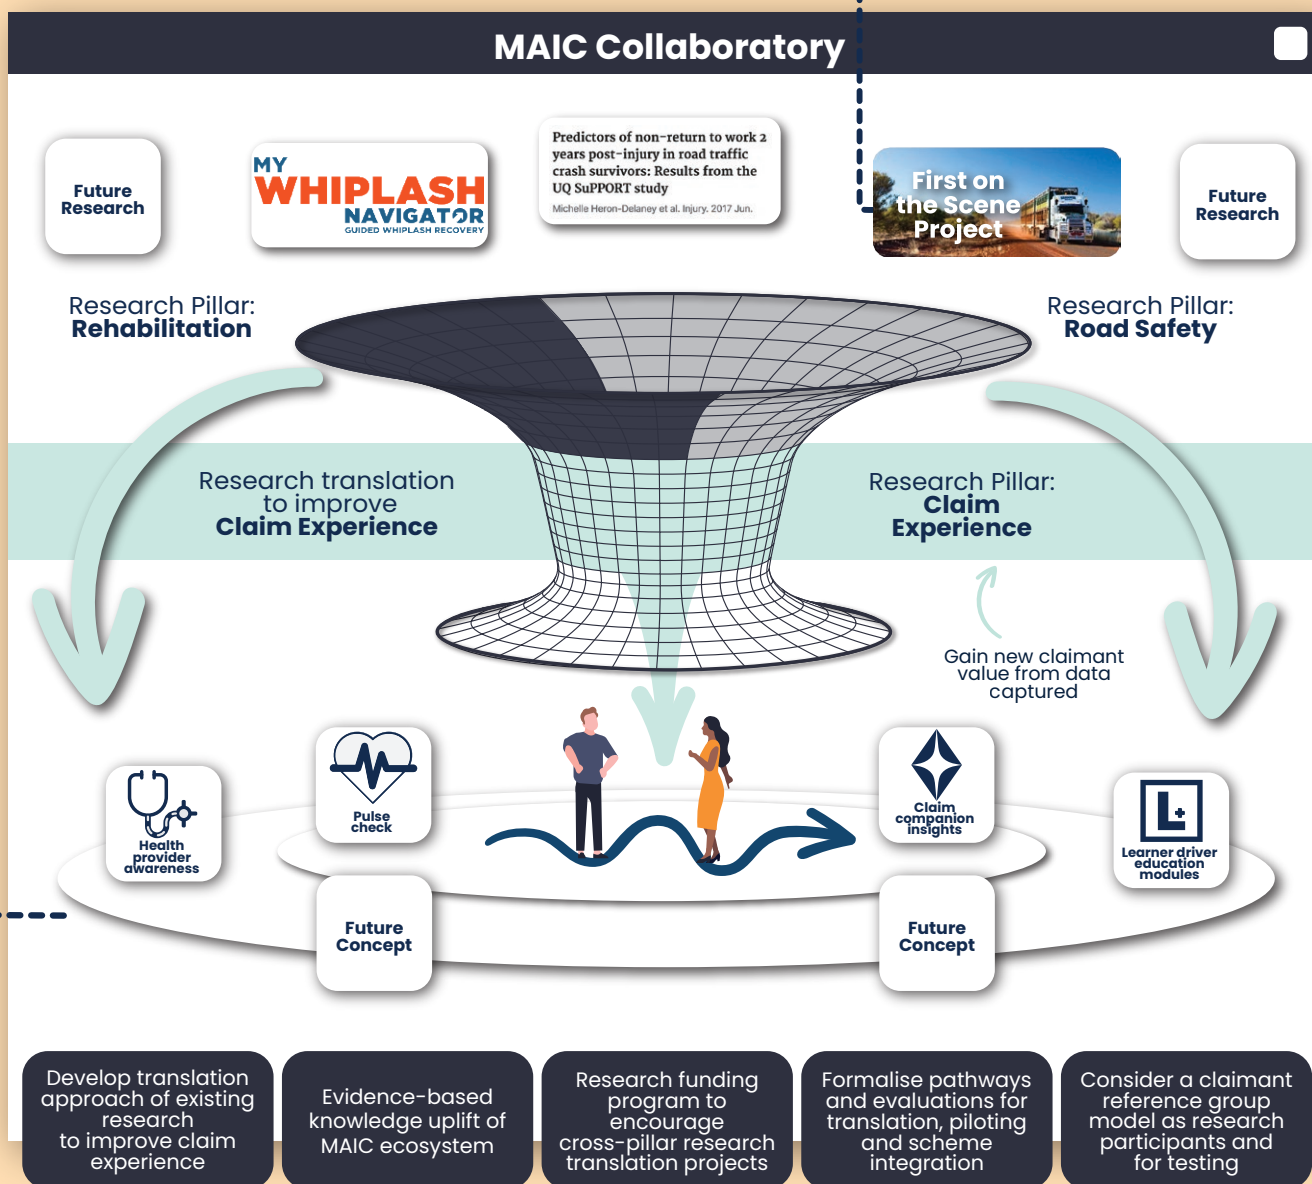 MAIC Collaboratory
Future
Research
MY
WHIPLASH
NAVIGATOR
GUIDED WHIPLASH RECOVERY
Predictors of non-return to work 2
years post-injury in road traffic
crash survivors: Results from the
UQ SuPPORT study
Michelle Heron-Delaney et al. Injury. 2017 Jun.
First on
the Scene
Project
Future
Research
Research Pillar:
Rehabilitation
Research Pillar:
Road Safety
Research translation
to improve
Claim Experience
Research Pillar:
Claim
Experience
Gain new claimant
value from data
captured
Health
provider
awareness
Pulse
check
Claim
companion
insights
L+
Learner driver
education
modules
Future
Concept
Future
Concept
Develop translation
approach of existing
research
to improve claim
experience
Evidence-based
knowledge uplift of
MAIC ecosystem
Research funding
program to
encourage
cross-pillar research
translation projects
Formalise pathways
and evaluations for
translation, piloting
and scheme
integration
Consider a claimant
reference group
model as research
participants and
for testing